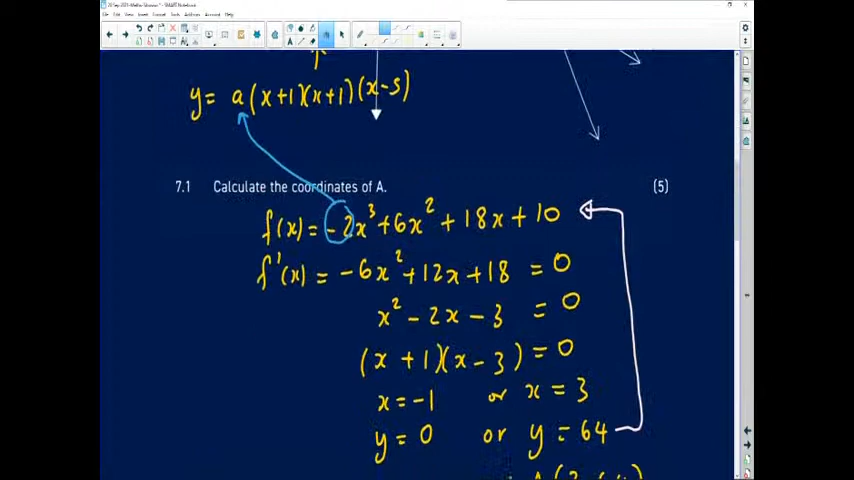 y = a(x+1)(x+1)(x-5)
7.1 Calculate the coordinates of A. (5)
f(x) = -2x³+6x²+18x+10
f'(x) = -6x²+12x+18 = 0
x² - 2x - 3 = 0
(x+1)(x-3) = 0
x = -1 or x = 3
y = 0 or y = 64